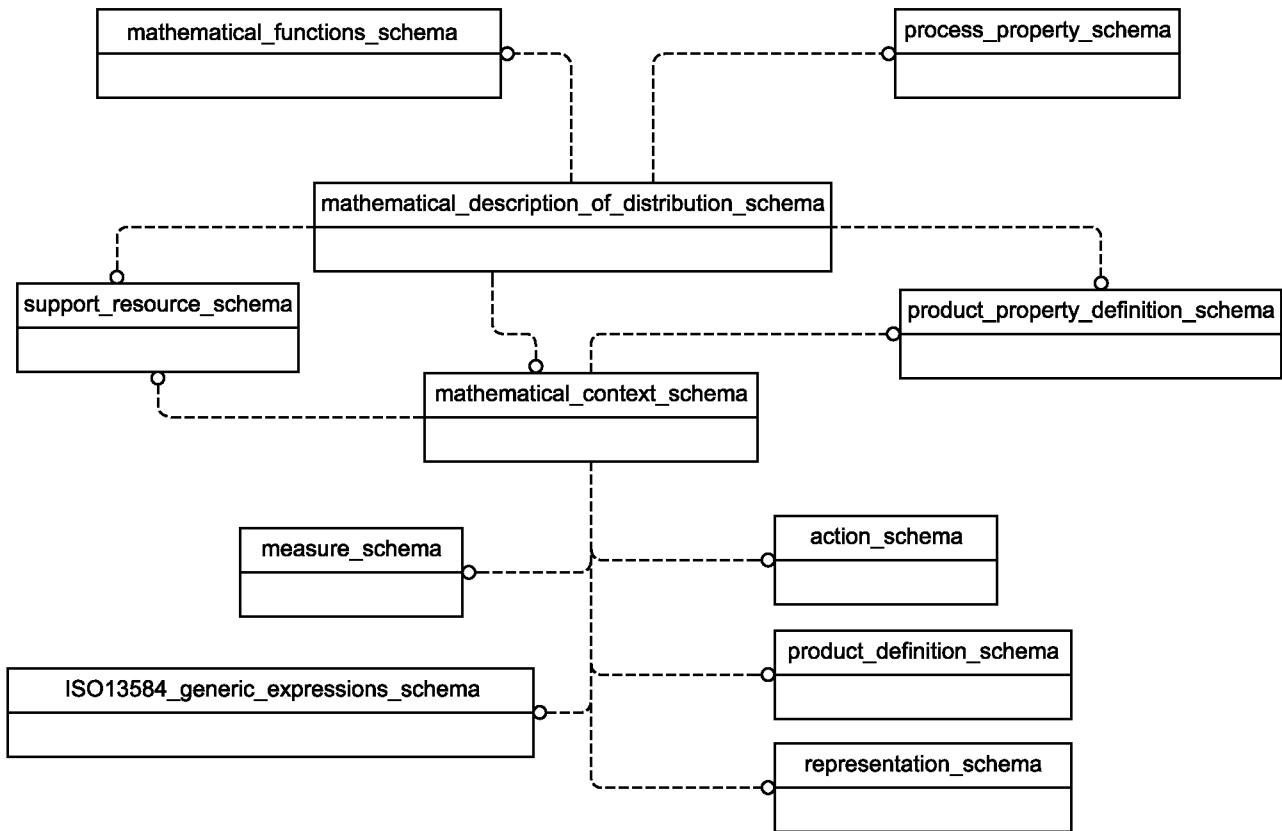 mathematical_functions_schema
process_property_schema
mathematical_description_of_distribution_schema
support_resource_schema
product_property_definition_schema
mathematical_context_schema
measure_schema
action_schema
product_definition_schema
ISO13584_generic_expressions_schema
representation_schema